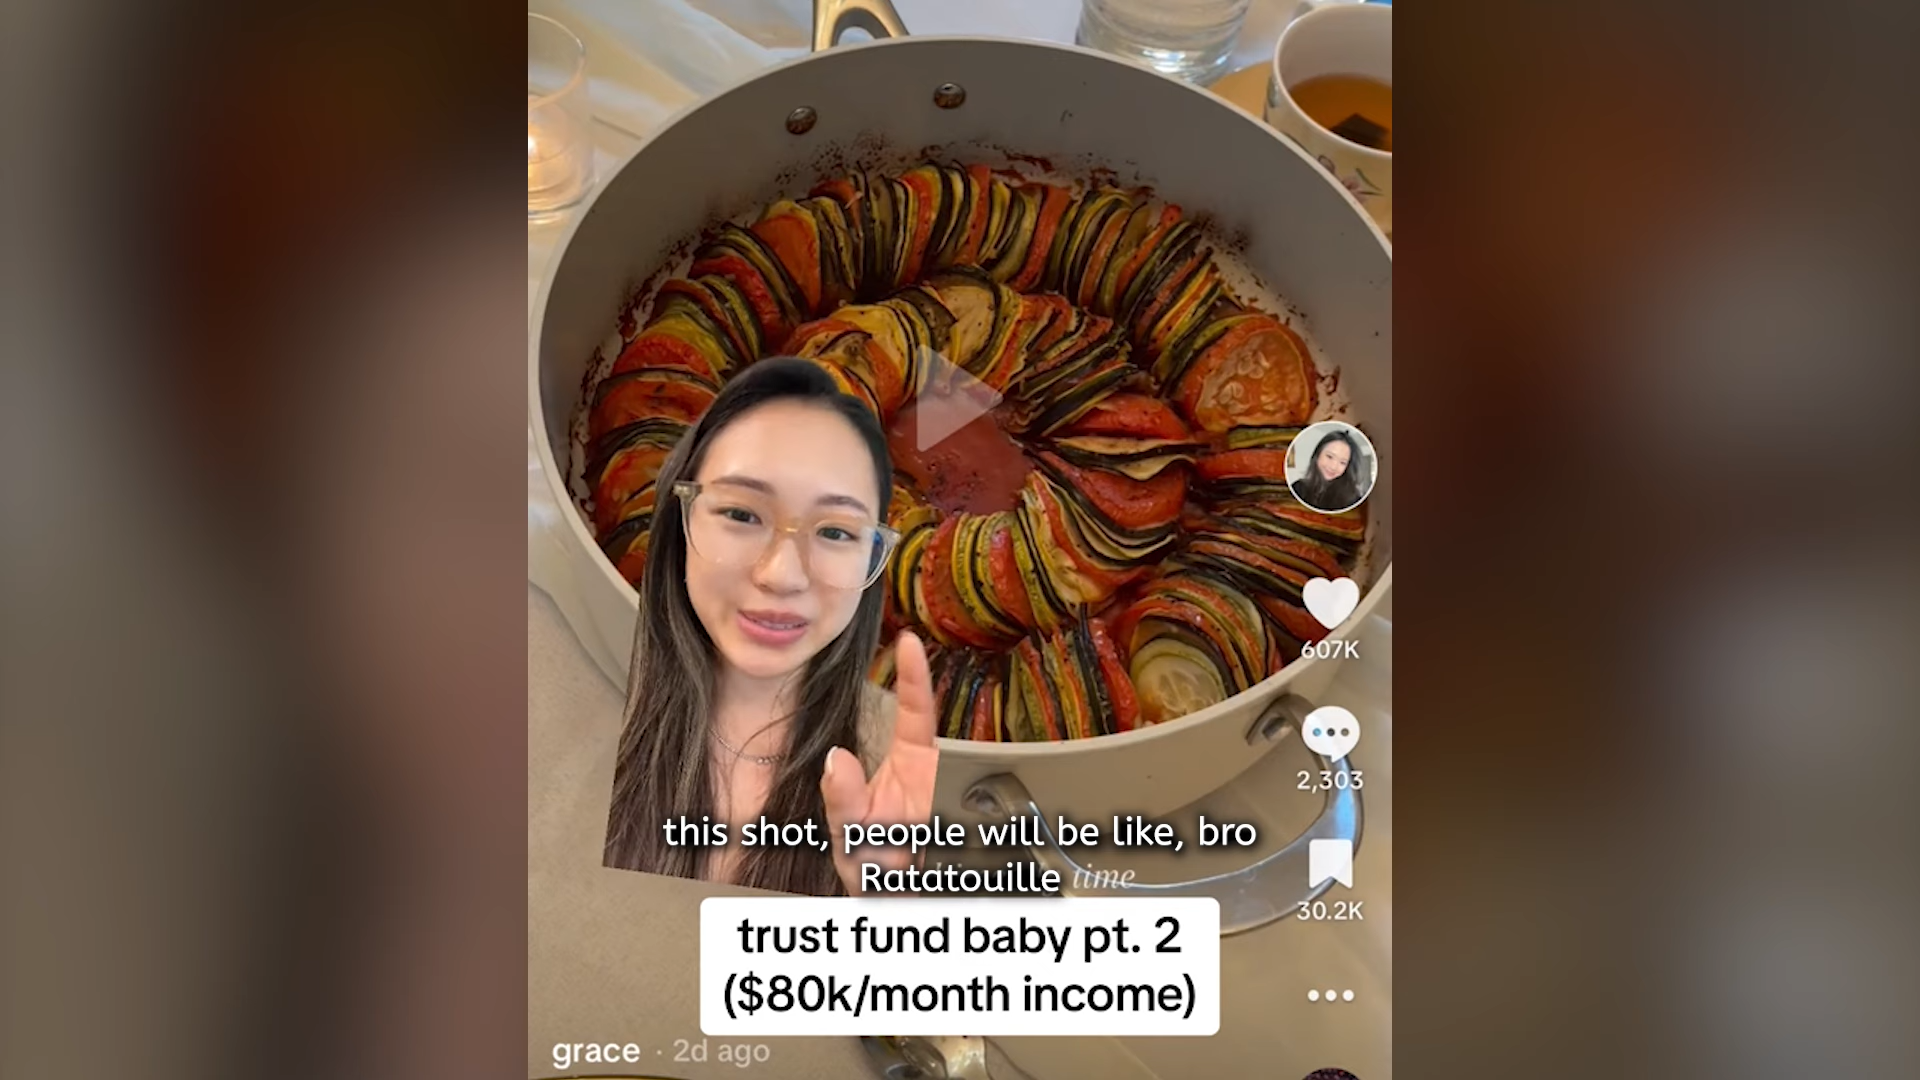 607K
2,303
this shot, people will be like, bro
Ratatouille time
30.2K
trust fund baby pt. 2
($80k/month income)
grace · 2d ago